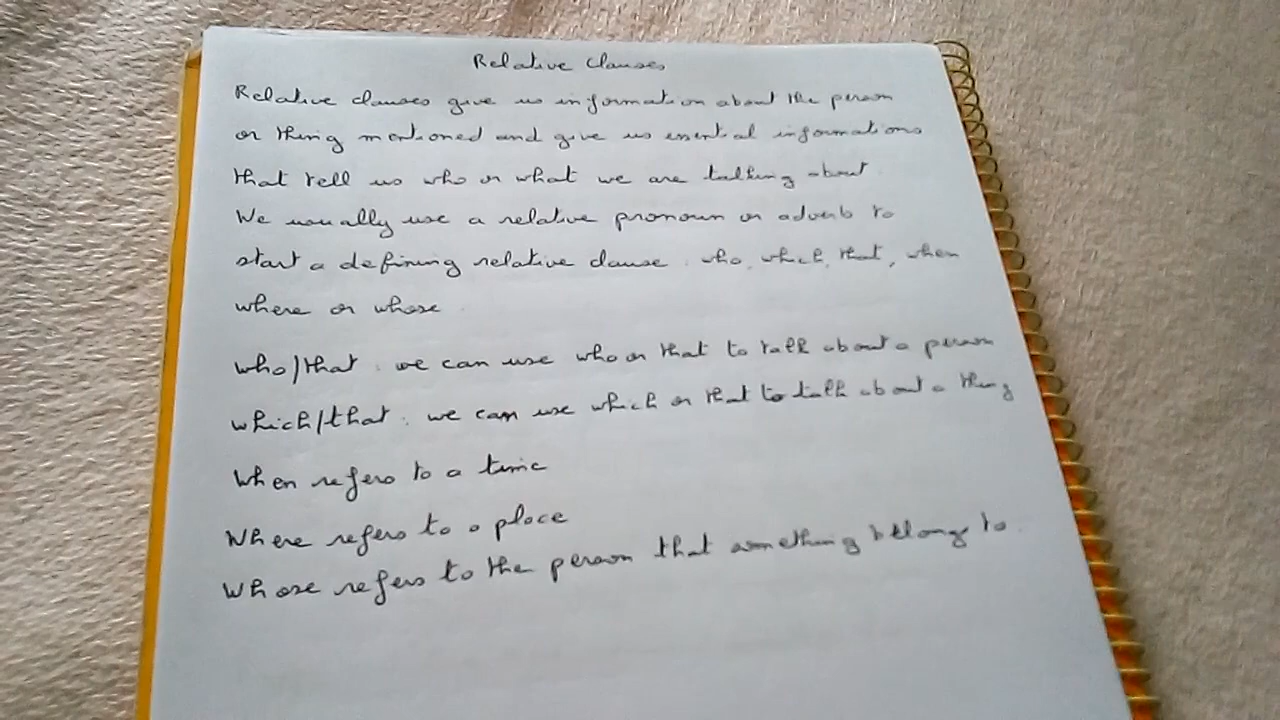 Relative Clauses
Relative clauses give us information about the person
or thing mentioned and give us essential informations
that tell us who or what we are talking about
We usually use a relative pronoun or adverb to
start a defining relative clause . who, which, that, when
where or whose
who/that : we can use who or that to talk about a person
which/that : we can use which or that to talk about a thing
When refers to a time
Where refers to a place
Whose refers to the person that something belongs to